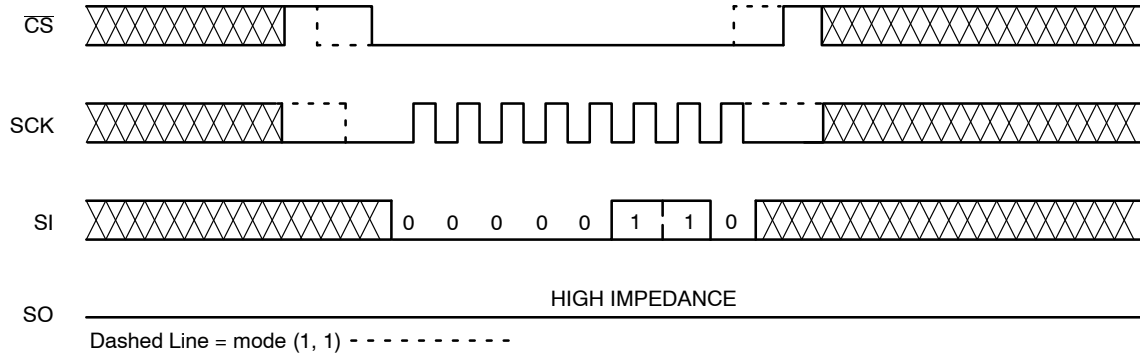 CS
SCK
SI 0 0 0 0 0 1 1 0
HIGH IMPEDANCE
SO
Dashed Line = mode (1, 1)